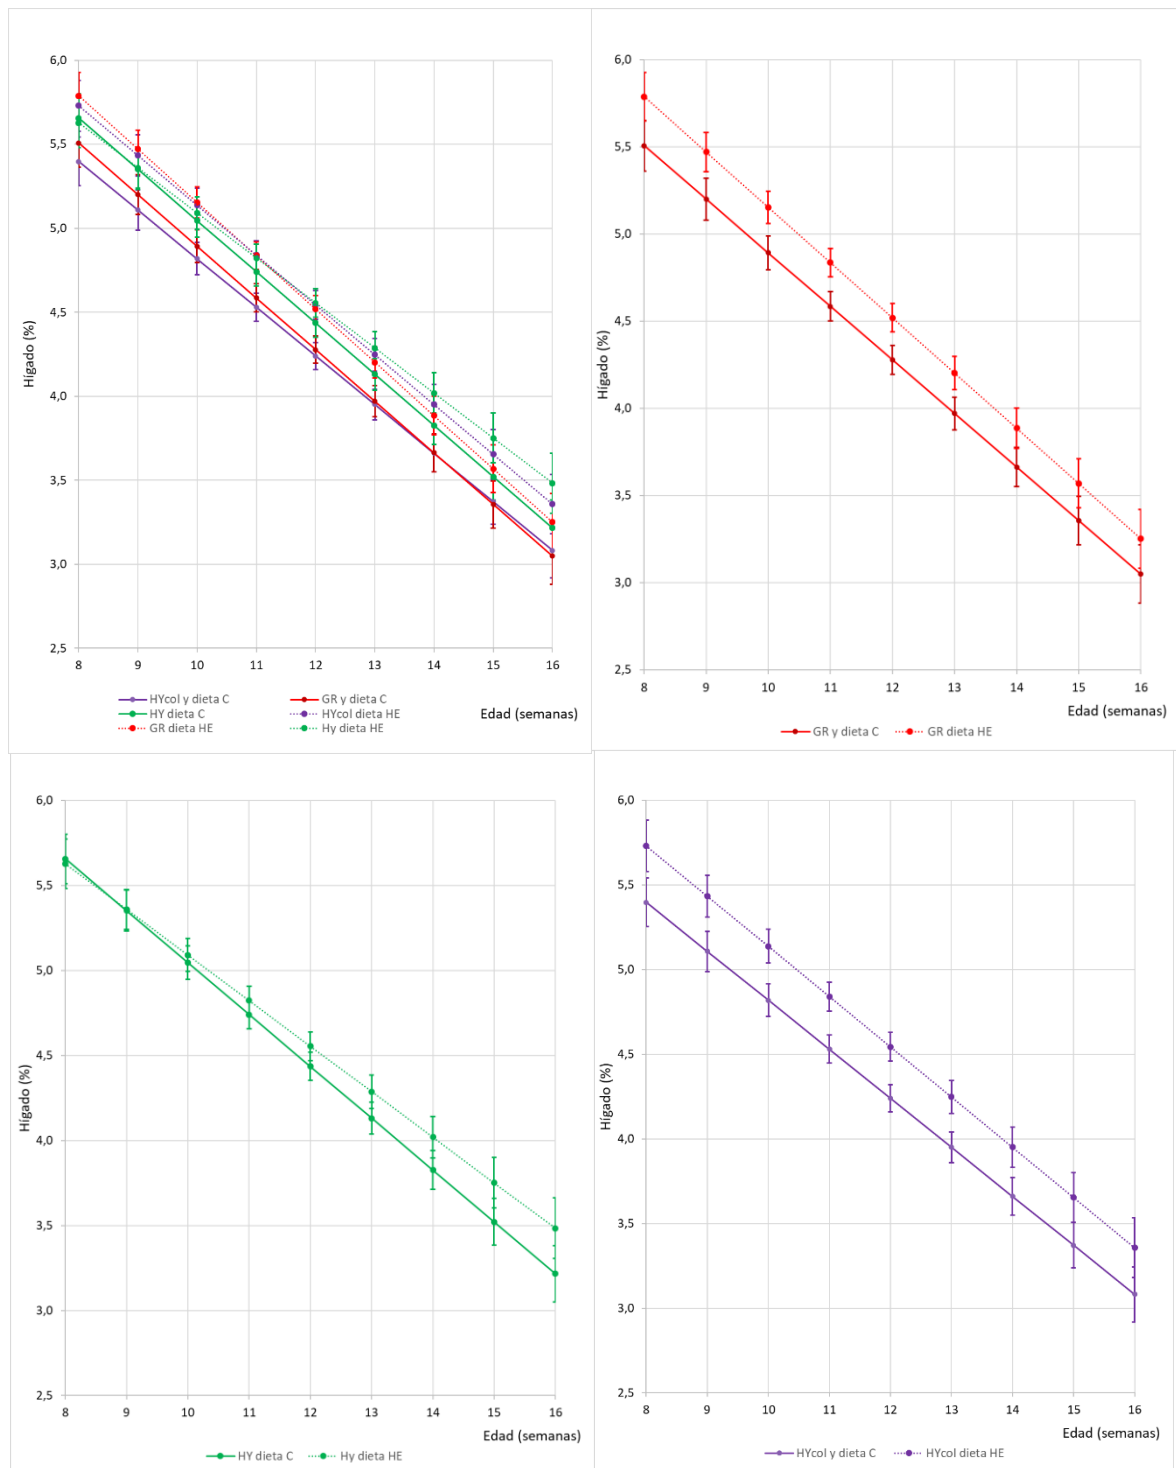 6,0
5,5
5,0
4,5
4,0
3,5
3,0
2,5
Hígado (%)
8 9 10 11 12 13 14 15 16
Edad (semanas)
HYcol y dieta C GR y dieta C
HY dieta C HYcol dieta HE
GR dieta HE Hy dieta HE
6,0
5,5
5,0
4,5
4,0
3,5
3,0
2,5
Hígado (%)
8 9 10 11 12 13 14 15 16
Edad (semanas)
GR y dieta C GR dieta HE
6,0
5,5
5,0
4,5
4,0
3,5
3,0
2,5
Hígado (%)
8 9 10 11 12 13 14 15 16
Edad (semanas)
HY dieta C Hy dieta HE
6,0
5,5
5,0
4,5
4,0
3,5
3,0
2,5
Hígado (%)
8 9 10 11 12 13 14 15 16
Edad (semanas)
HYcol y dieta C HYcol dieta HE